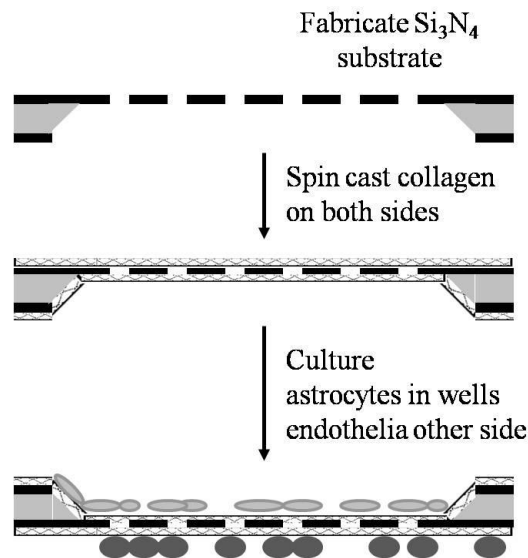 Fabricate Si₃N₄
substrate
Spin cast collagen
on both sides
Culture
astrocytes in wells
endothelia other side